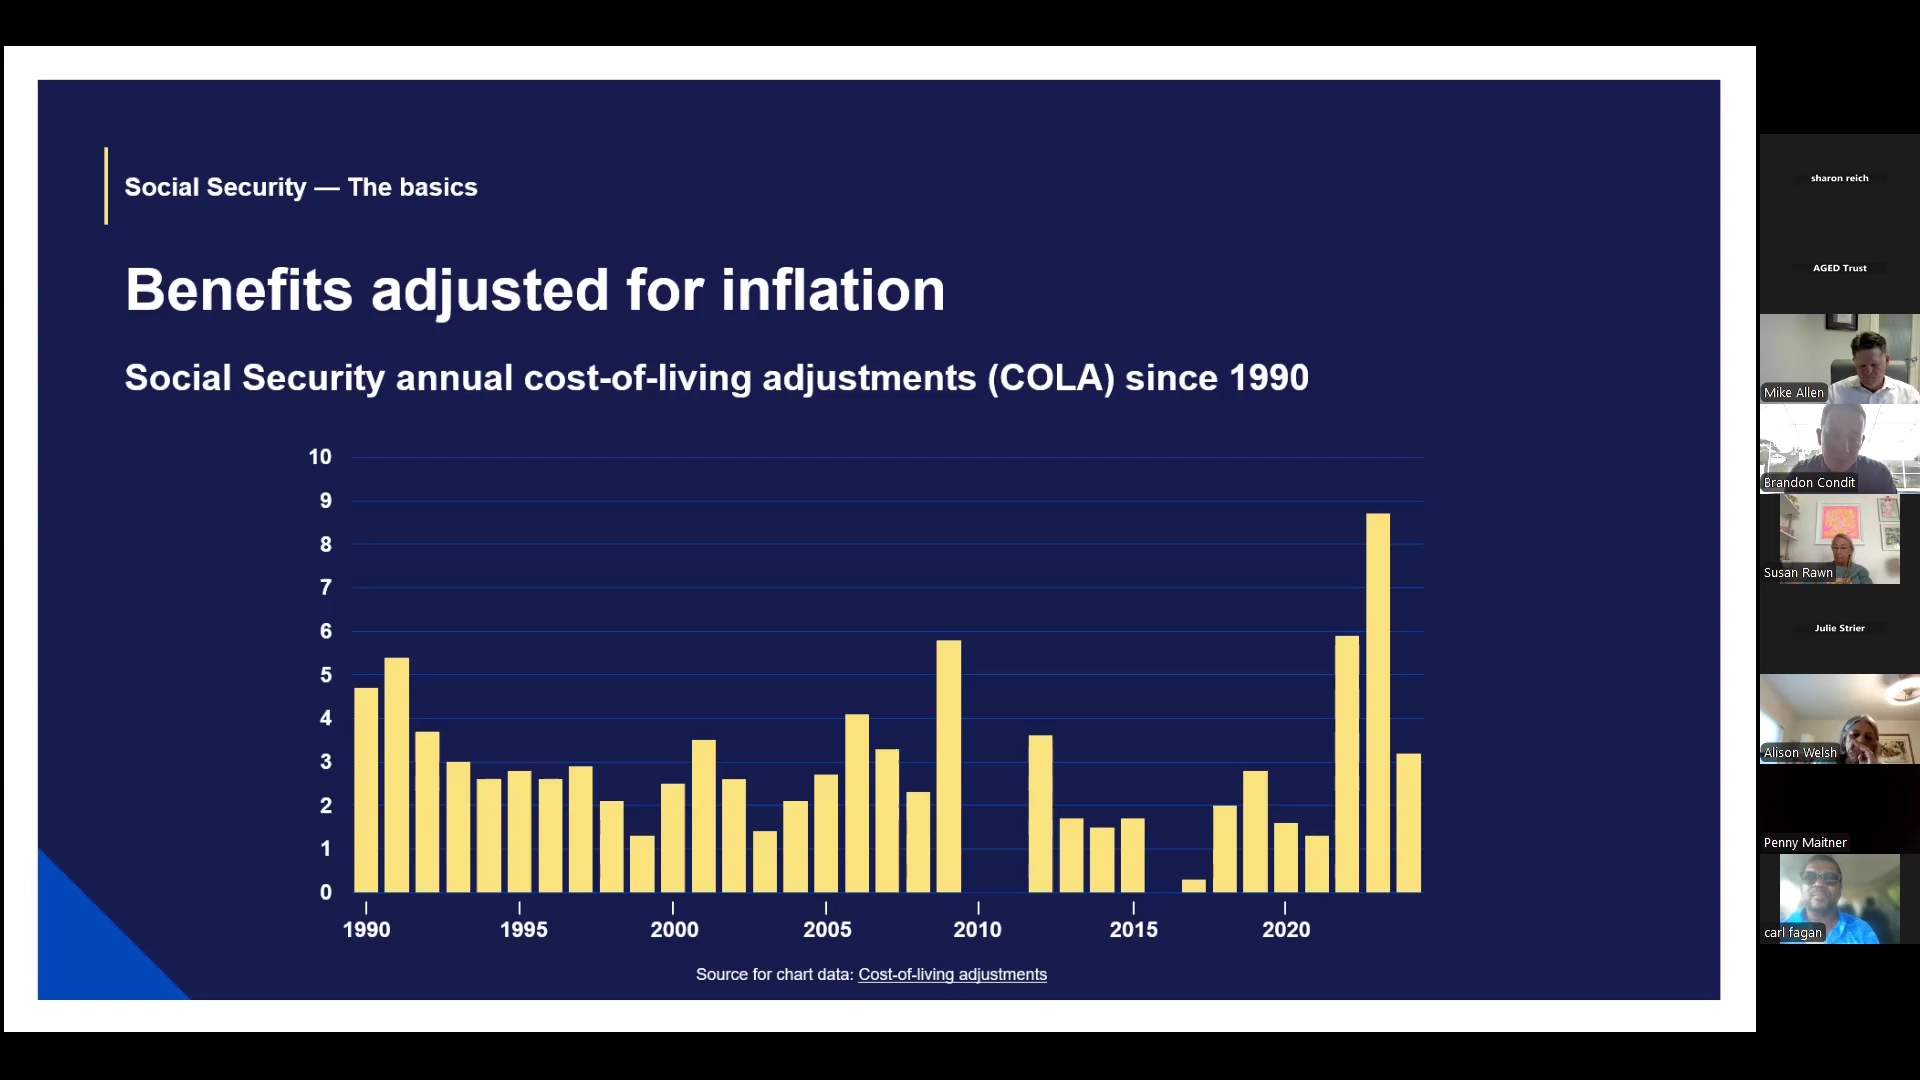 Social Security — The basics
Benefits adjusted for inflation
Social Security annual cost-of-living adjustments (COLA) since 1990
10
9
8
7
6
5
4
3
2
1
0
1990 1995 2000 2005 2010 2015 2020
Source for chart data: Cost-of-living adjustments
sharon reich
AGED Trust
Mike Allen
Brandon Condit
Susan Rawn
Julie Strier
Alison Welsh
Penny Maitner
carl fagan